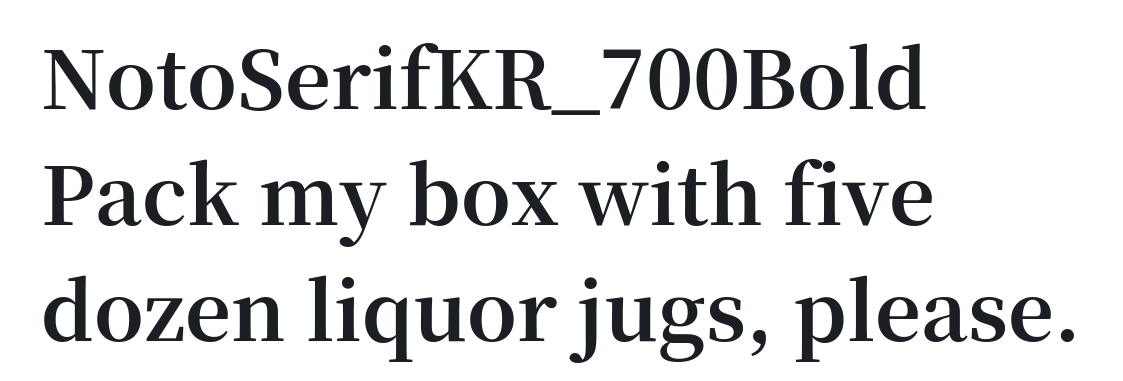 NotoSerifKR_700Bold
Pack my box with five
dozen liquor jugs, please.